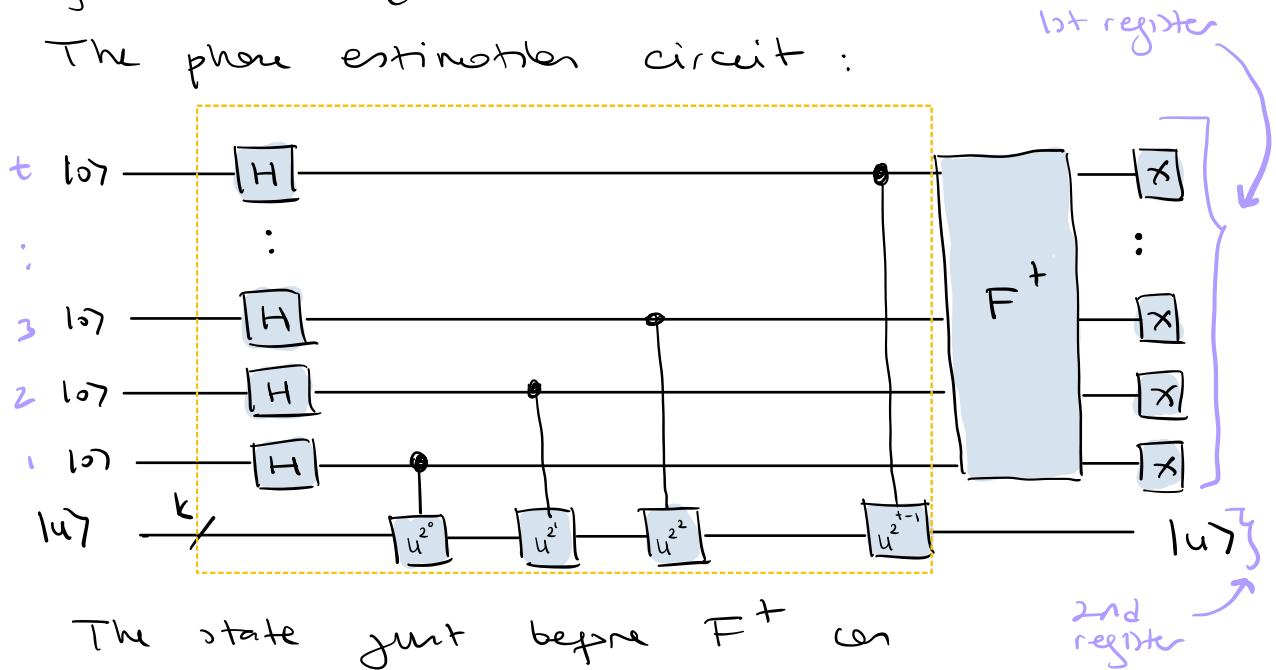 The phase estimation circuit :
1st register
t |0⟩ H X
⋮ ⋮ ⋮
3 |0⟩ H X
2 |0⟩ H X
1 |0⟩ H X
F†
k
|u⟩ U^{2^0} U^{2^1} U^{2^2} U^{2^{t-1}} |u⟩
2nd
register
The state just before F† can